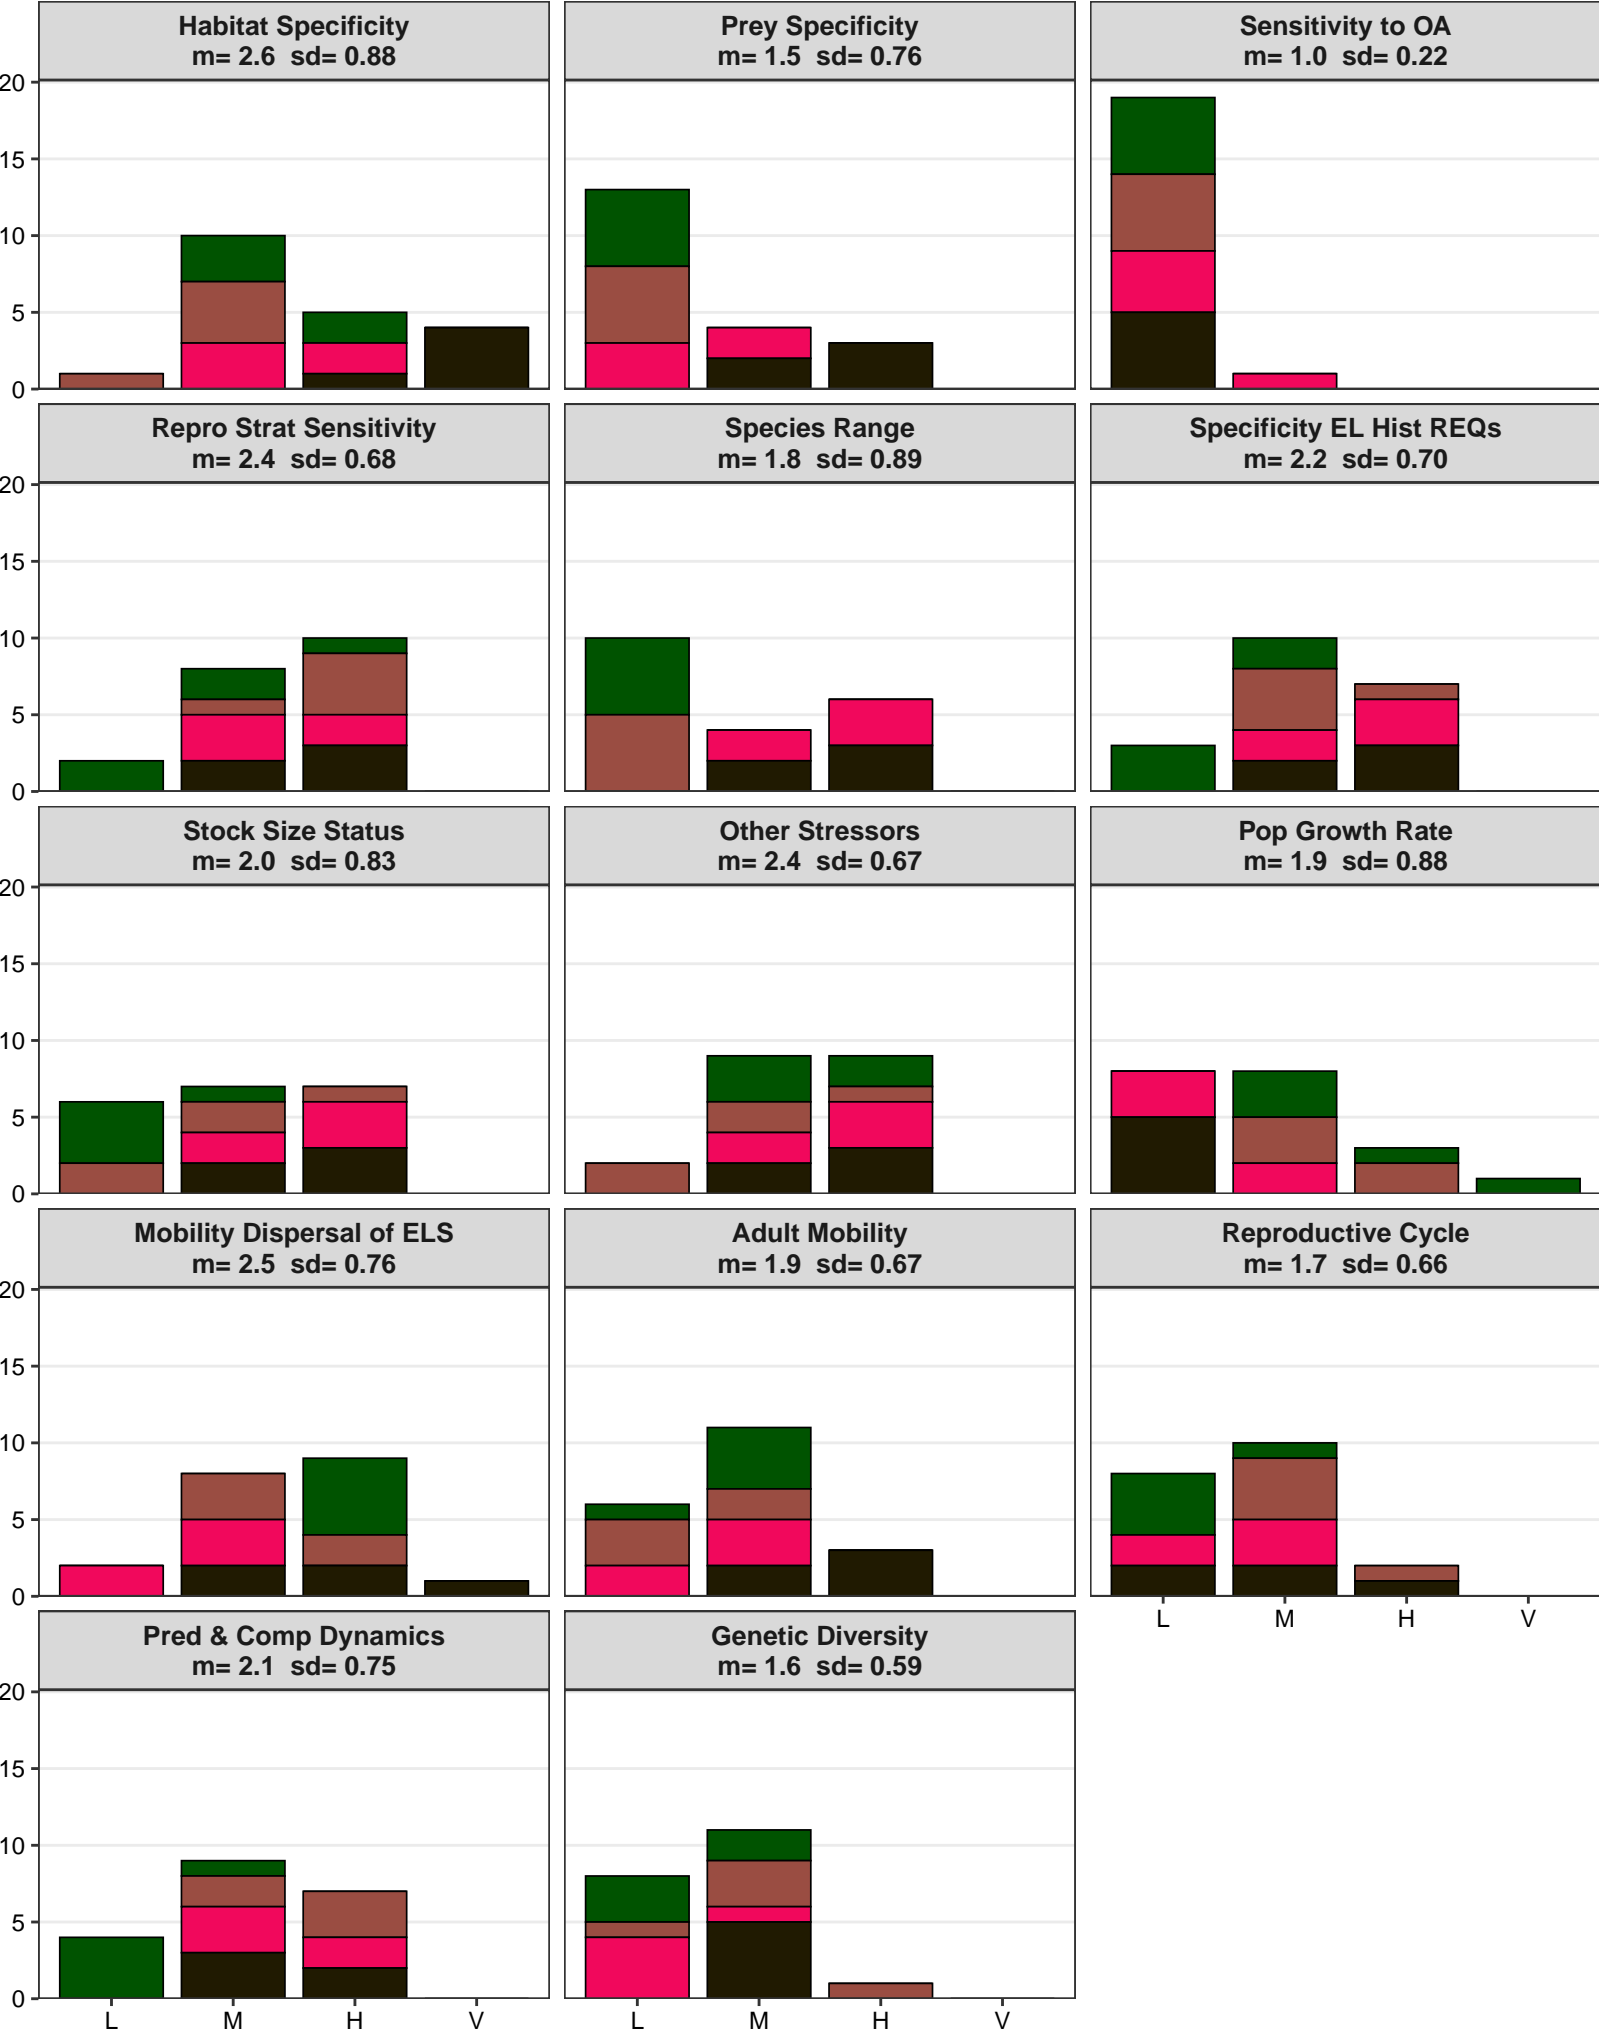 Habitat Specificity
m= 2.6 sd= 0.88
Prey Specificity
m= 1.5 sd= 0.76
Sensitivity to OA
m= 1.0 sd= 0.22
20
15
10
5
0
Repro Strat Sensitivity
m= 2.4 sd= 0.68
Species Range
m= 1.8 sd= 0.89
Specificity EL Hist REQs
m= 2.2 sd= 0.70
20
15
10
5
0
Stock Size Status
m= 2.0 sd= 0.83
Other Stressors
m= 2.4 sd= 0.67
Pop Growth Rate
m= 1.9 sd= 0.88
20
15
10
5
0
Mobility Dispersal of ELS
m= 2.5 sd= 0.76
Adult Mobility
m= 1.9 sd= 0.67
Reproductive Cycle
m= 1.7 sd= 0.66
20
15
10
5
0
L M H V
Pred & Comp Dynamics
m= 2.1 sd= 0.75
Genetic Diversity
m= 1.6 sd= 0.59
20
15
10
5
0
L M H V
L M H V